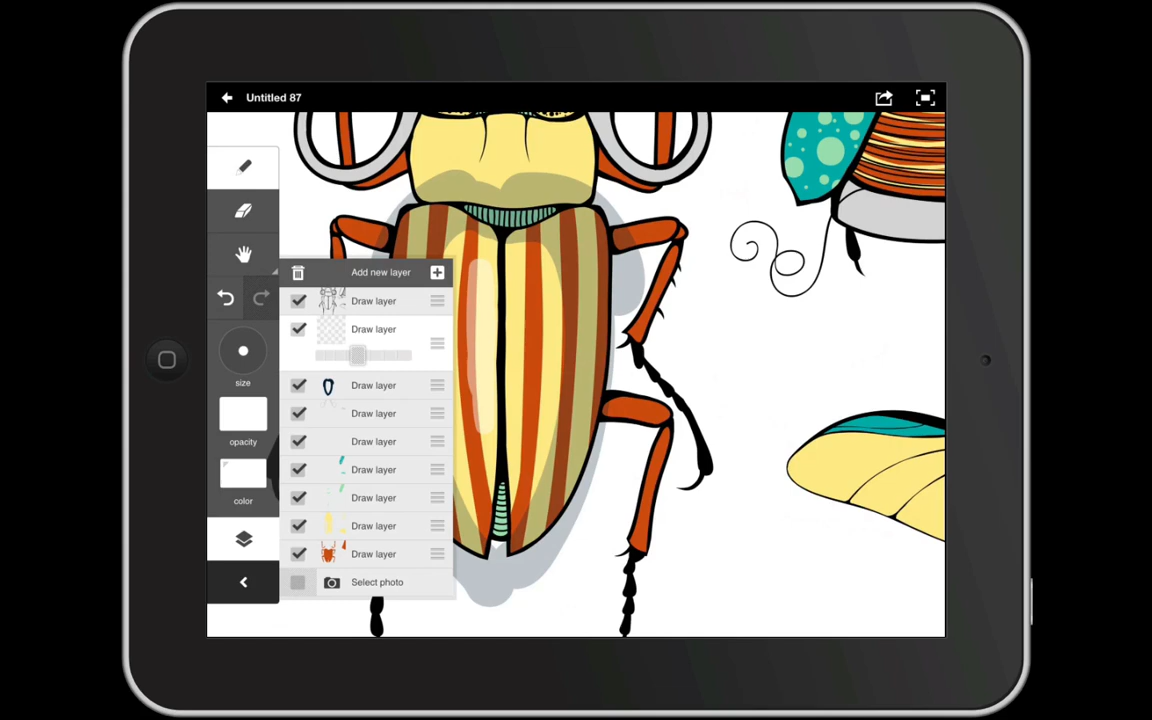 Untitled 87
Add new layer
Draw layer
Draw layer
size
Draw layer
Draw layer
opacity
Draw layer
Draw layer
Draw layer
color
Draw layer
Draw layer
Select photo